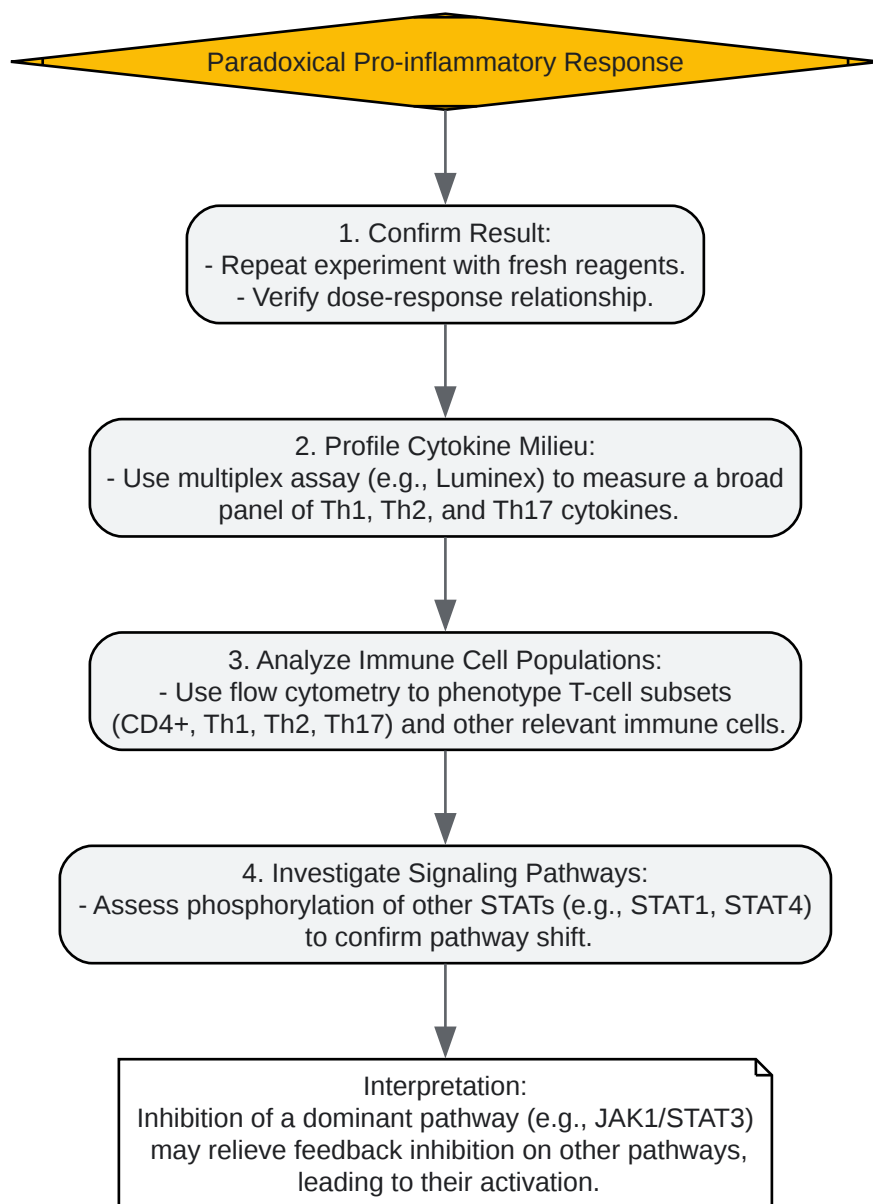 Paradoxical Pro-inflammatory Response
1. Confirm Result:
- Repeat experiment with fresh reagents.
- Verify dose-response relationship.
2. Profile Cytokine Milieu:
- Use multiplex assay (e.g., Luminex) to measure a broad
panel of Th1, Th2, and Th17 cytokines.
3. Analyze Immune Cell Populations:
- Use flow cytometry to phenotype T-cell subsets
(CD4+, Th1, Th2, Th17) and other relevant immune cells.
4. Investigate Signaling Pathways:
- Assess phosphorylation of other STATs (e.g., STAT1, STAT4)
to confirm pathway shift.
Interpretation:
Inhibition of a dominant pathway (e.g., JAK1/STAT3)
may relieve feedback inhibition on other pathways,
leading to their activation.